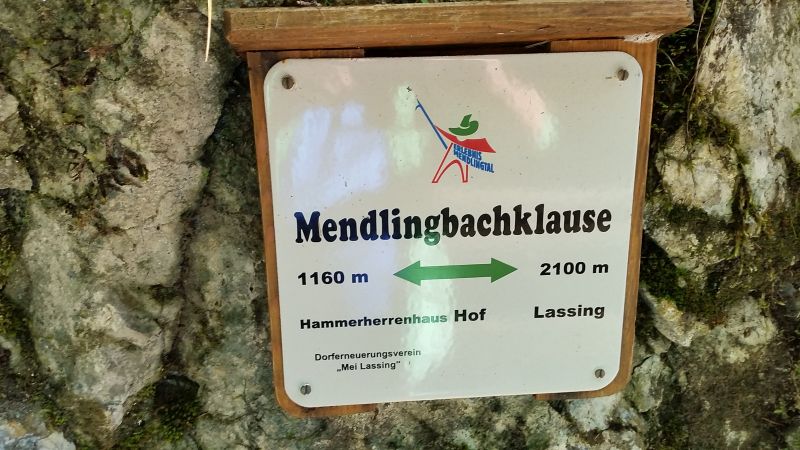 ERLEBNIS
MENDLINGTAL
Mendlingbachklause
1160 m 2100 m
Hammerherrenhaus Hof Lassing
Dorferneuerungsverein
„Mei Lassing"